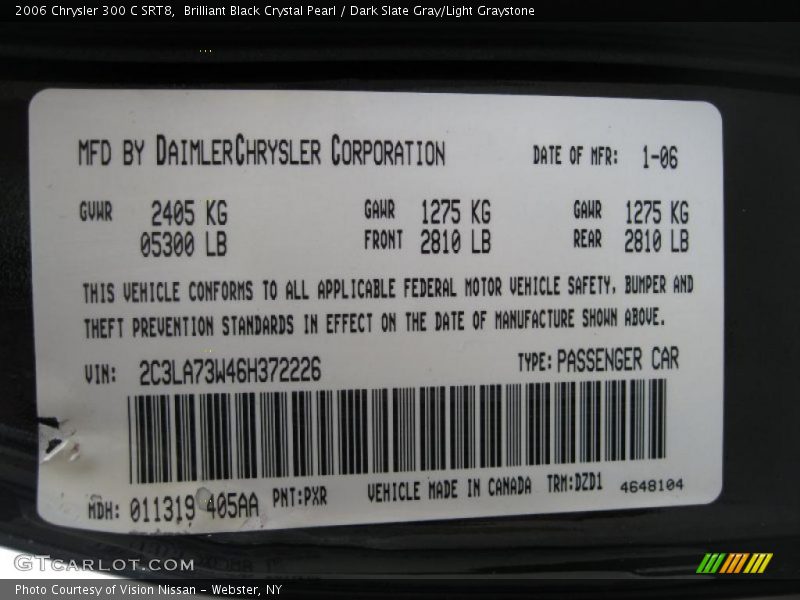 2006 Chrysler 300 C SRT8,  Brilliant Black Crystal Pearl / Dark Slate Gray/Light Graystone
MFD BY DAIMLERCHRYSLER CORPORATION DATE OF MFR: 1-06
GVWR 2405 KG GAWR 1275 KG GAWR 1275 KG
05300 LB FRONT 2810 LB REAR 2810 LB
THIS VEHICLE CONFORMS TO ALL APPLICABLE FEDERAL MOTOR VEHICLE SAFETY, BUMPER AND
THEFT PREVENTION STANDARDS IN EFFECT ON THE DATE OF MANUFACTURE SHOWN ABOVE.
VIN: 2C3LA73W46H372226 TYPE: PASSENGER CAR
MDH: 011319 405AA PNT:PXR VEHICLE MADE IN CANADA TRM:DZD1 4648104
GTCARLOT.COM
Photo Courtesy of Vision Nissan - Webster, NY